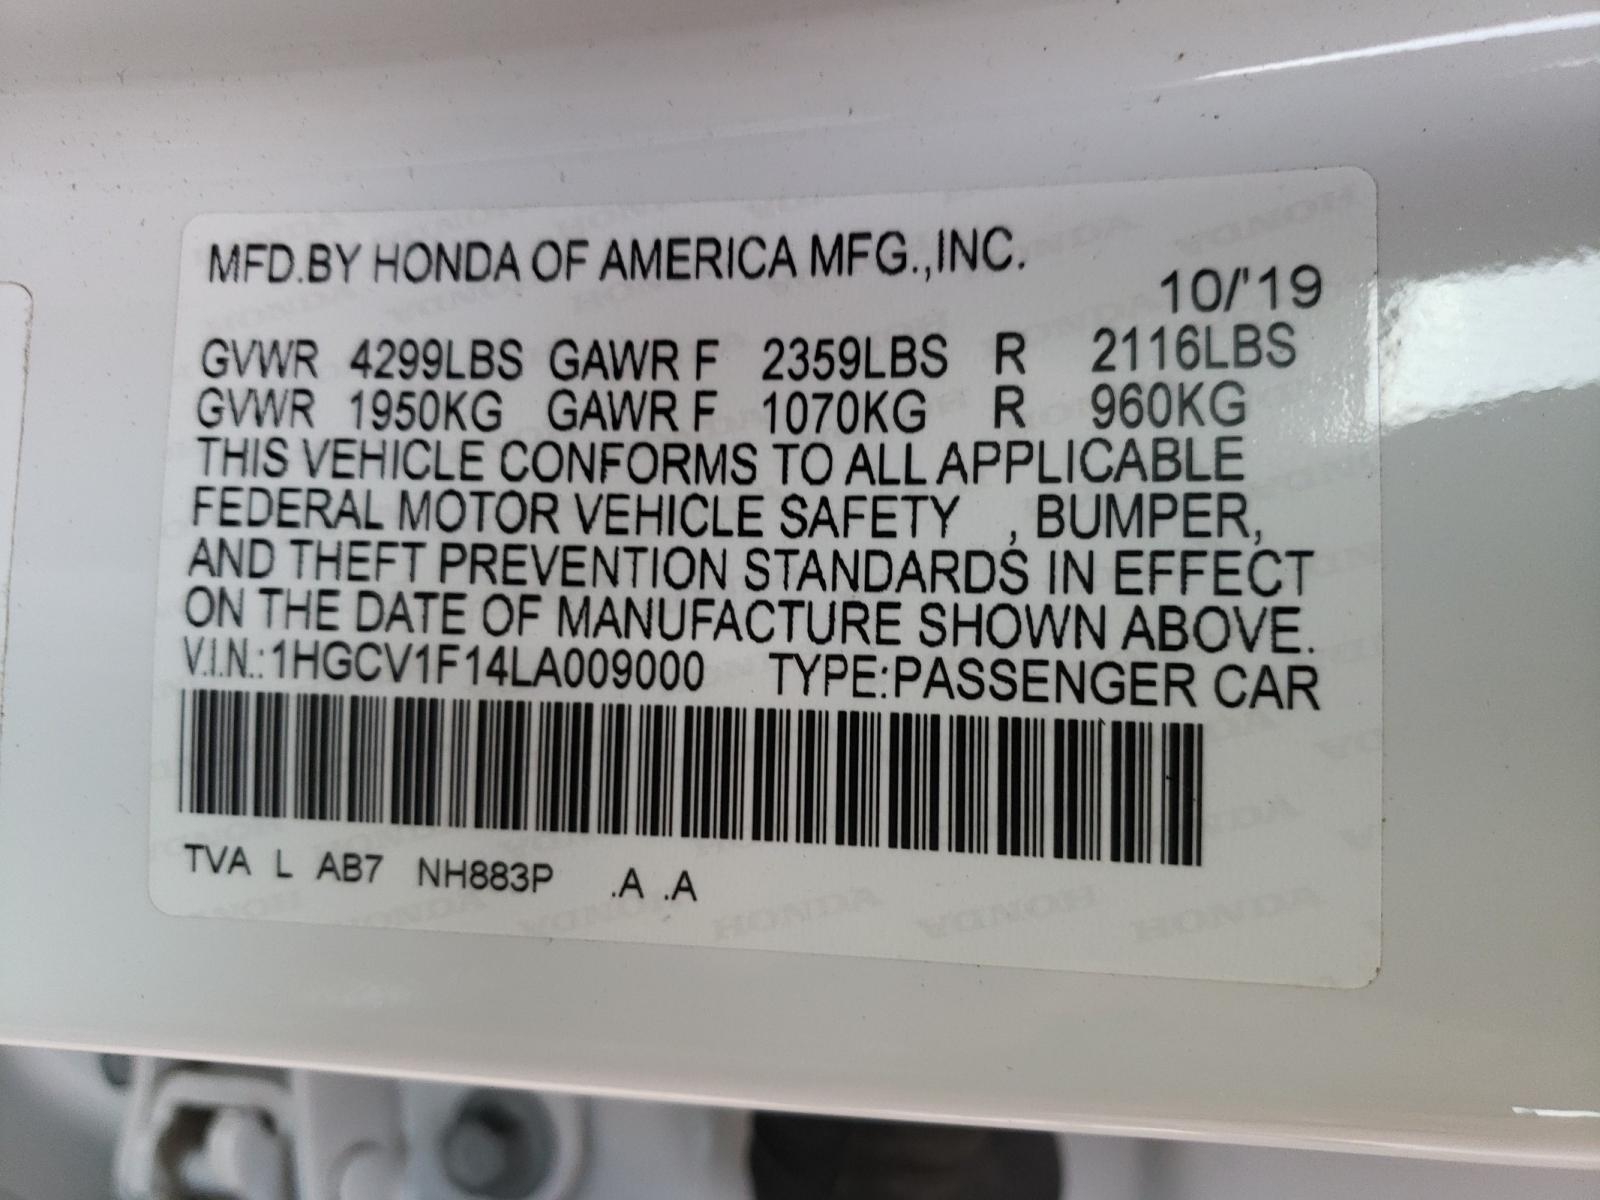 MFD.BY HONDA OF AMERICA MFG.,INC.
10/'19
GVWR 4299LBS GAWR F 2359LBS R 2116LBS
GVWR 1950KG GAWR F 1070KG R 960KG
THIS VEHICLE CONFORMS TO ALL APPLICABLE
FEDERAL MOTOR VEHICLE SAFETY , BUMPER,
AND THEFT PREVENTION STANDARDS IN EFFECT
ON THE DATE OF MANUFACTURE SHOWN ABOVE.
V.I.N.:1HGCV1F14LA009000 TYPE:PASSENGER CAR
TVA L AB7 NH883P .A .A